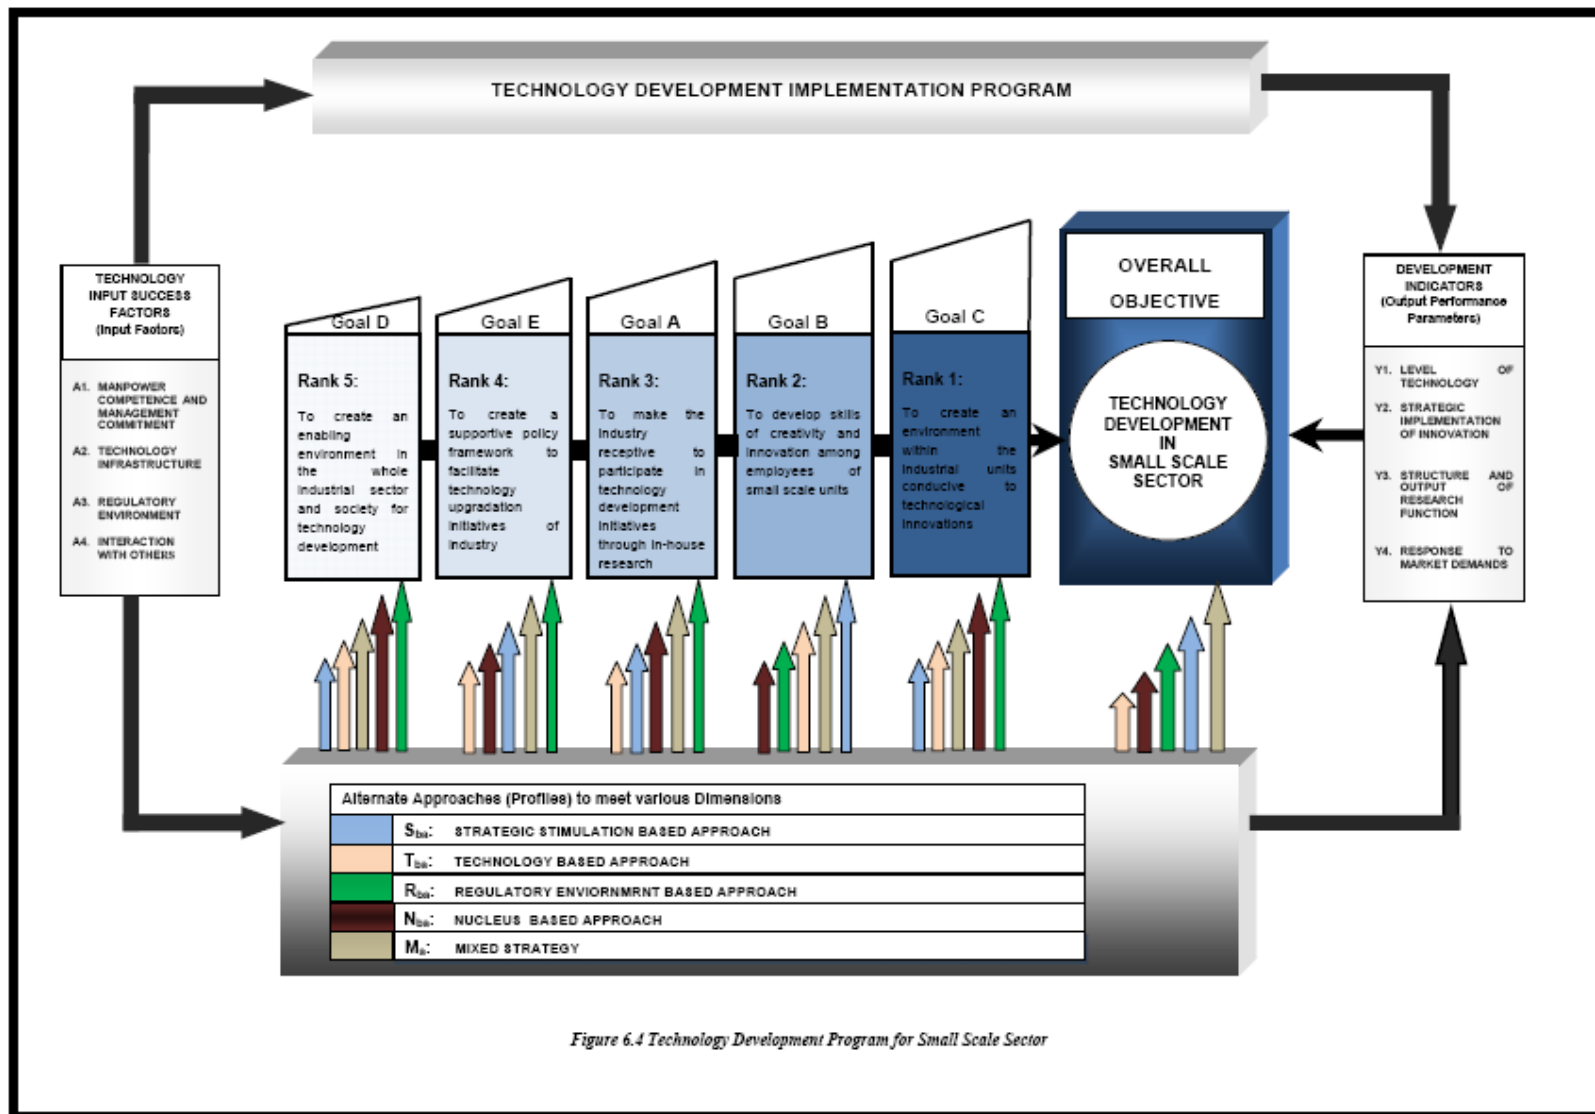 TECHNOLOGY DEVELOPMENT IMPLEMENTATION PROGRAM
TECHNOLOGY
INPUT SUCCESS
FACTORS
(Input Factors)
A1. MANPOWER
COMPETENCE AND
MANAGEMENT
COMMITMENT
A2. TECHNOLOGY
INFRASTRUCTURE
A3. REGULATORY
ENVIRONMENT
A4. INTERACTION
WITH OTHERS
Goal D
Rank 5:
To create an
enabling
environment in
the whole
industrial sector
and society for
technology
development
Goal E
Rank 4:
To create a
supportive policy
framework to
facilitate
technology
upgradation
initiatives of
industry
Goal A
Rank 3:
To make the
industry
receptive to
participate in
technology
development
initiatives
through in-house
research
Goal B
Rank 2:
To develop skills
of creativity and
innovation among
employees of
small scale units
Goal C
Rank 1:
To create an
environment
within the
industrial units
conducive to
technological
innovations
OVERALL
OBJECTIVE
TECHNOLOGY
DEVELOPMENT
IN
SMALL SCALE
SECTOR
DEVELOPMENT
INDICATORS
(Output Performance
Parameters)
Y1. LEVEL OF
TECHNOLOGY
Y2. STRATEGIC
IMPLEMENTATION
OF INNOVATION
Y3. STRUCTURE AND
OUTPUT OF
RESEARCH
FUNCTION
Y4. RESPONSE TO
MARKET DEMANDS
Alternate Approaches (Profiles) to meet various Dimensions
Sba: STRATEGIC STIMULATION BASED APPROACH
Tba: TECHNOLOGY BASED APPROACH
Rba: REGULATORY ENVIORNMRNT BASED APPROACH
Nba: NUCLEUS BASED APPROACH
Ms: MIXED STRATEGY
Figure 6.4 Technology Development Program for Small Scale Sector